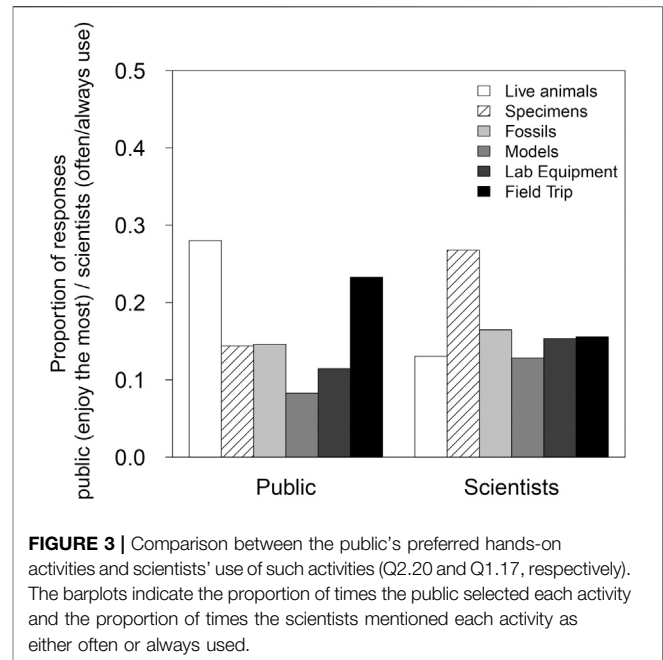 0.5
0.4
0.3
0.2
0.1
0.0
Proportion of responses
public (enjoy the most) / scientists (often/always use)
Live animals
Specimens
Fossils
Models
Lab Equipment
Field Trip
Public
Scientists
FIGURE 3 | Comparison between the public's preferred hands-on
activities and scientists' use of such activities (Q2.20 and Q1.17, respectively).
The barplots indicate the proportion of times the public selected each activity
and the proportion of times the scientists mentioned each activity as
either often or always used.